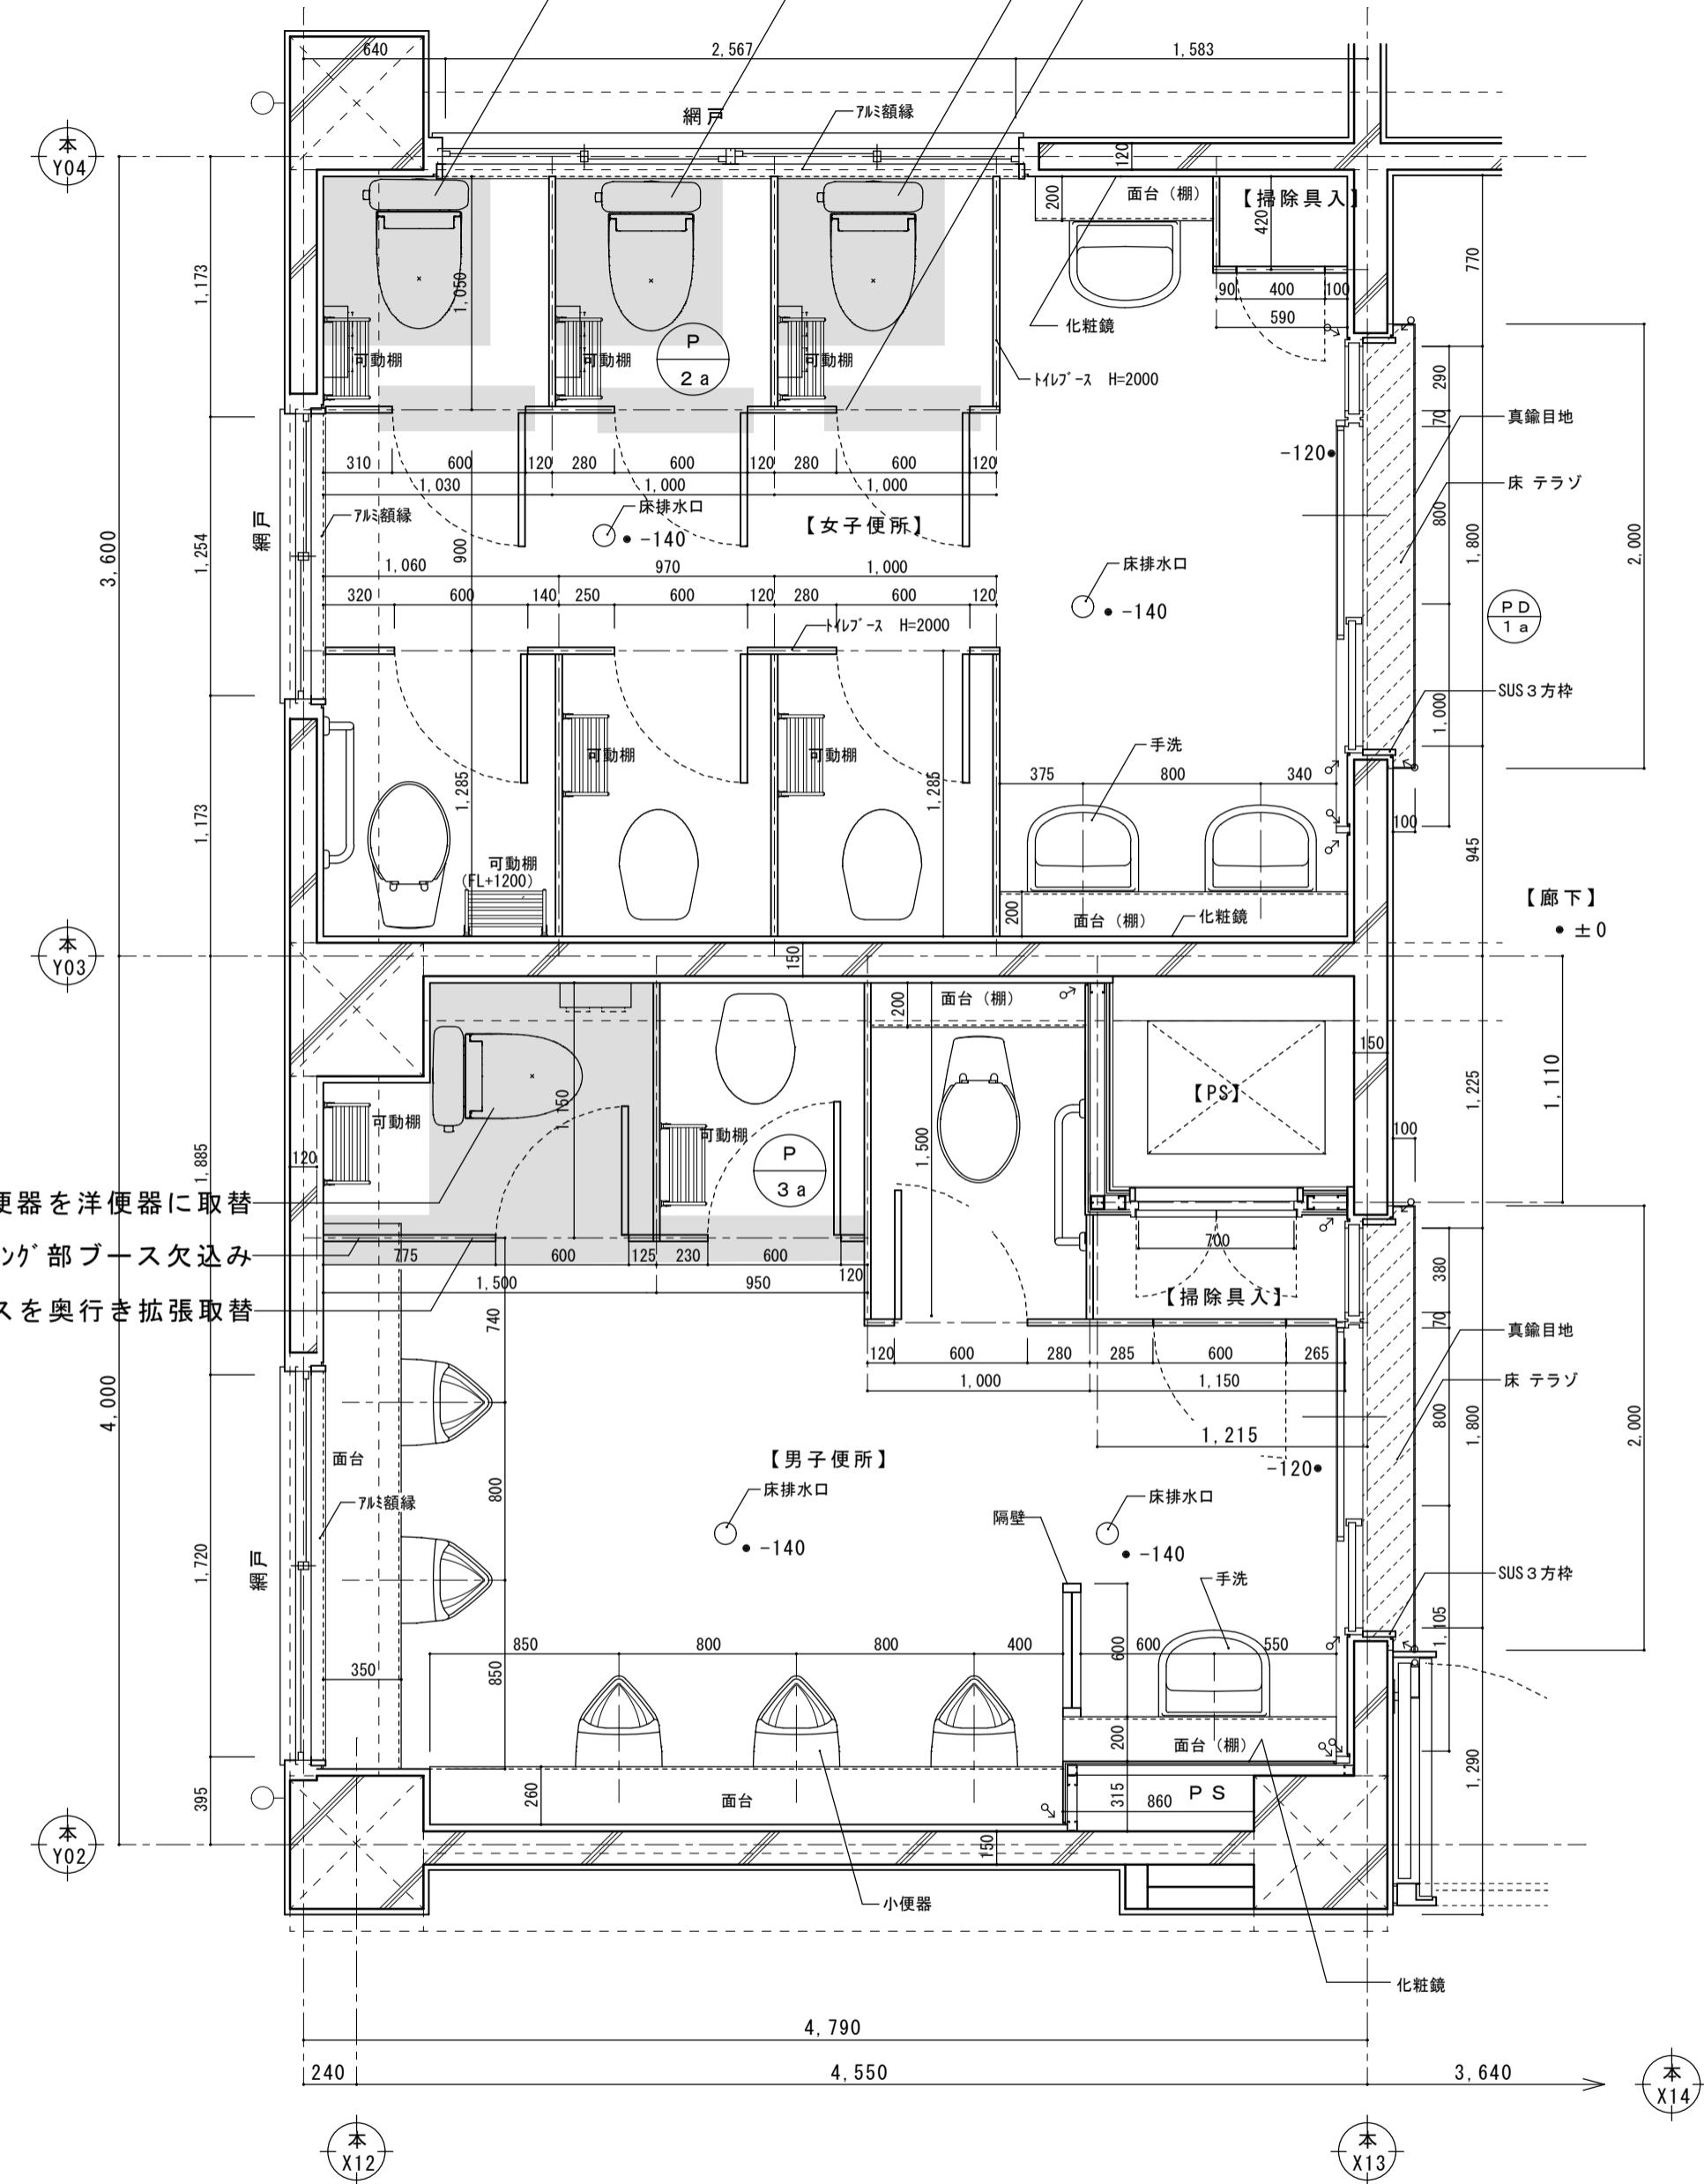 640
2,567
1,583
網戸
ｱﾙﾐ額縁
本
Y04
120
200
面台（棚）
【掃除具入】
420
770
1,173
1,050
90
400
100
590
化粧鏡
可動棚
可動棚
可動棚
P
2a
ﾄｲﾚﾌﾞｰｽ H=2000
290
70
真鍮目地
-120
310
600
120
280
600
120
280
600
120
1,030
1,000
1,000
床 テラゾ
床排水口
-140
【女子便所】
ｱﾙﾐ額縁
網戸
900
800
1,800
2,000
3,600
1,254
1,060
970
1,000
床排水口
-140
320
600
140
250
600
120
280
600
120
ﾄｲﾚﾌﾞｰｽ H=2000
PD
1a
SUS３方枠
1,000
可動棚
可動棚
手洗
375
800
340
1,285
1,285
1,173
100
945
可動棚
(FL+1200)
200
面台（棚）
化粧鏡
【廊下】
±0
本
Y03
150
200
面台（棚）
150
【PS】
1,225
1,110
1,150
可動棚
可動棚
100
1,500
120
1,885
P
3a
便器を洋便器に取替
ﾝｸﾞ部ブース欠込み
スを奥行き拡張取替
775
600
125
230
600
120
1,500
950
700
【掃除具入】
380
70
740
真鍮目地
120
600
280
285
600
265
1,000
1,150
床 テラゾ
4,000
1,215
800
1,800
2,000
【男子便所】
-120
面台
床排水口
-140
床排水口
-140
隔壁
800
ｱﾙﾐ額縁
網戸
1,720
手洗
SUS３方枠
1,105
850
800
800
400
600
600
550
350
850
200
面台（棚）
395
260
面台
315
860
PS
1,290
本
Y02
150
小便器
化粧鏡
4,790
240
4,550
3,640
本
X14
本
X12
本
X13